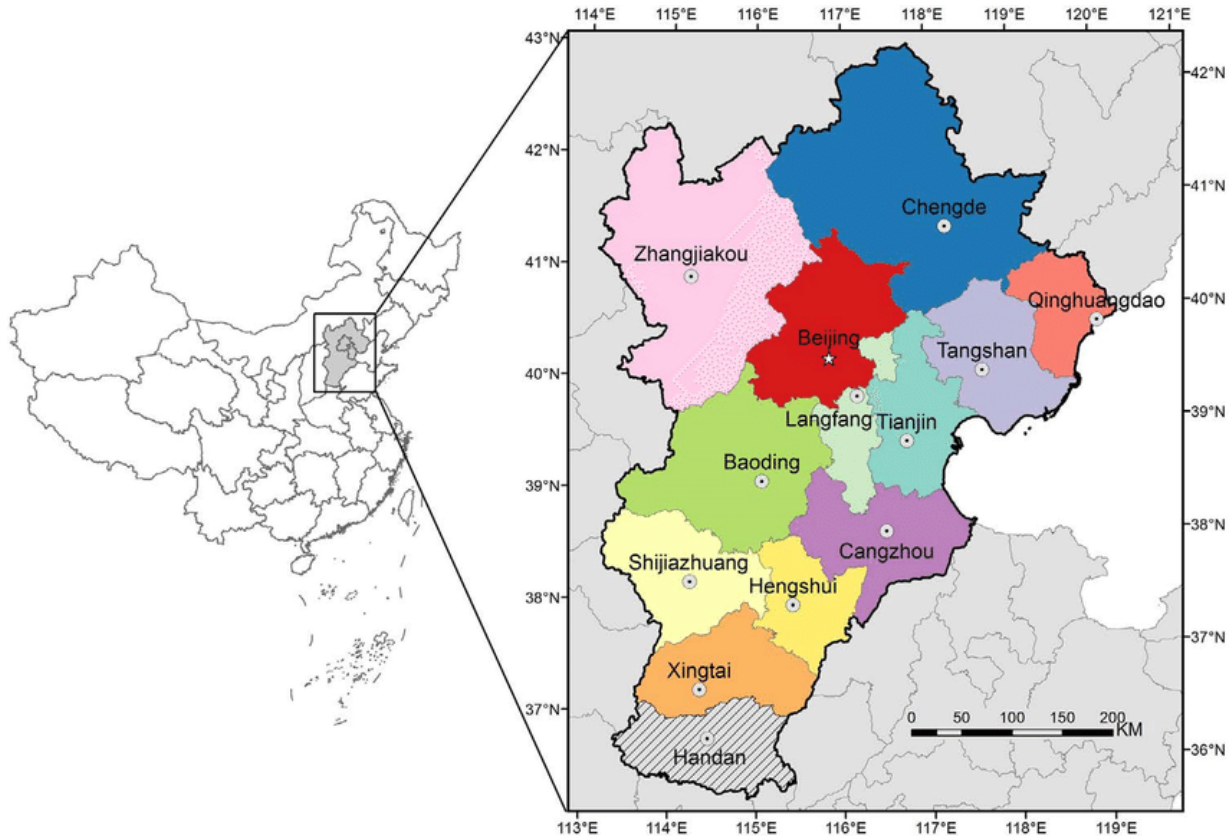 114°E 115°E 116°E 117°E 118°E 119°E 120°E 121°E
43°N
42°N
42°N
41°N
Chengde
Zhangjiakou
41°N
40°N
Qinghuangdao
Beijing
Tangshan
40°N
39°N
Langfang Tianjin
Baoding
39°N
38°N
Cangzhou
Shijiazhuang
Hengshui
38°N
37°N
Xingtai
37°N
0 50 100 150 200
KM
36°N
Handan
113°E 114°E 115°E 116°E 117°E 118°E 119°E